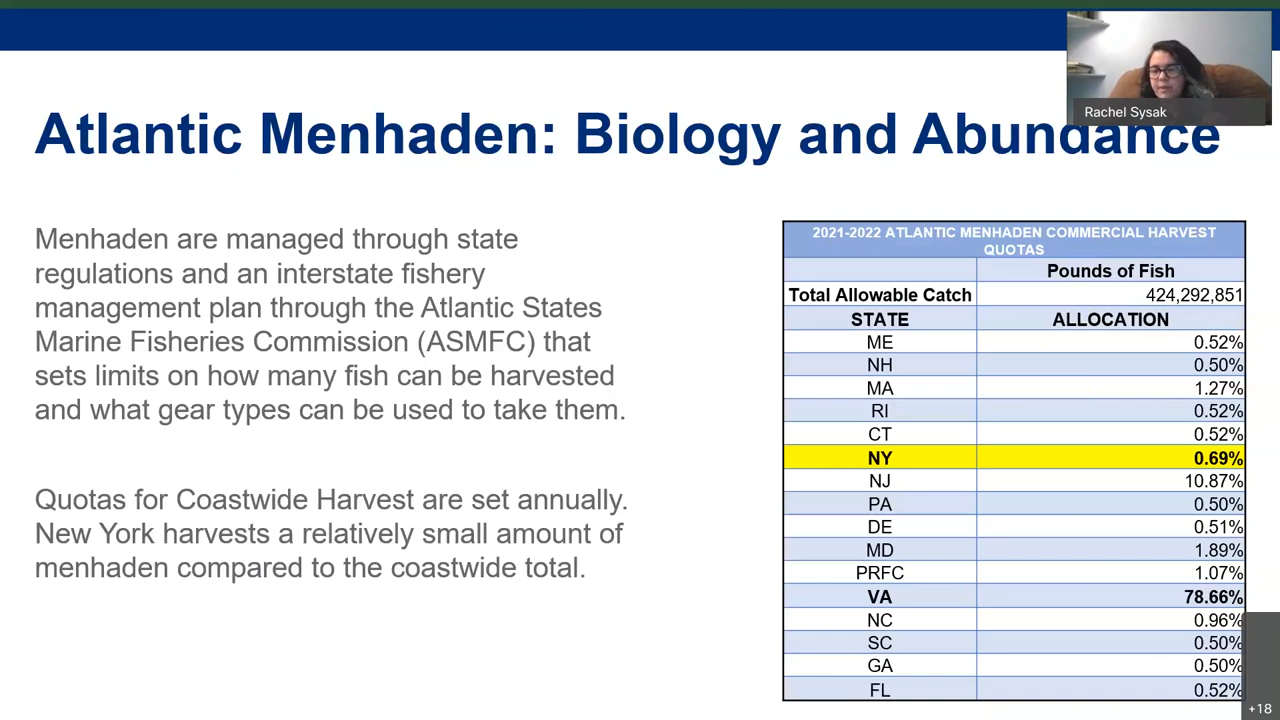 Rachel Sysak
Atlantic Menhaden: Biology and Abundance
Menhaden are managed through state
regulations and an interstate fishery
management plan through the Atlantic States
Marine Fisheries Commission (ASMFC) that
sets limits on how many fish can be harvested
and what gear types can be used to take them.
Quotas for Coastwide Harvest are set annually.
New York harvests a relatively small amount of
menhaden compared to the coastwide total.
2021-2022 ATLANTIC MENHADEN COMMERCIAL HARVEST
QUOTAS
Pounds of Fish
Total Allowable Catch 424,292,851
STATE ALLOCATION
ME 0.52%
NH 0.50%
MA 1.27%
RI 0.52%
CT 0.52%
NY 0.69%
NJ 10.87%
PA 0.50%
DE 0.51%
MD 1.89%
PRFC 1.07%
VA 78.66%
NC 0.96%
SC 0.50%
GA 0.50%
FL 0.52%
+18